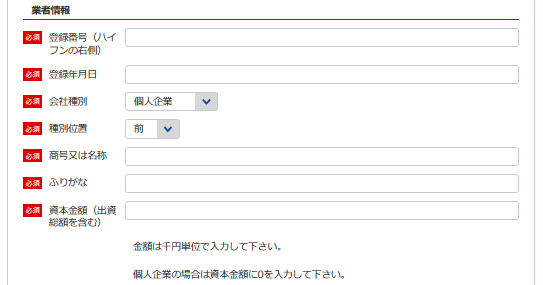 業者情報
必須 登録番号（ハイ
フンの右側）
必須 登録年月日
必須 会社種別 個人企業
必須 種別位置 前
必須 商号又は名称
必須 ふりがな
必須 資本金額（出資
総額を含む）
金額は千円単位で入力して下さい。
個人企業の場合は資本金額に0を入力して下さい。